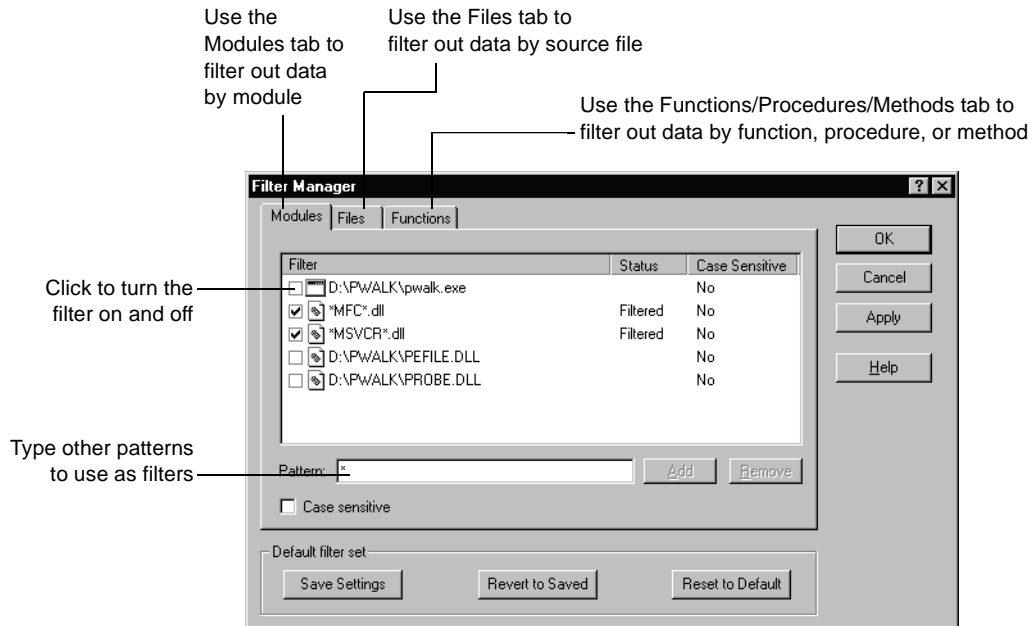 Use the
Modules tab to
filter out data
by module
Use the Files tab to
filter out data by source file
Use the Functions/Procedures/Methods tab to
filter out data by function, procedure, or method
Filter Manager
Modules Files Functions
OK
Cancel
Apply
Help
Filter Status Case Sensitive
D:\PWALK\pwalk.exe No
*MFC*.dll Filtered No
*MSVCR*.dll Filtered No
D:\PWALK\PEFILE.DLL No
D:\PWALK\PROBE.DLL No
Click to turn the
filter on and off
Type other patterns
to use as filters
Pattern: * Add Remove
Case sensitive
Default filter set
Save Settings Revert to Saved Reset to Default